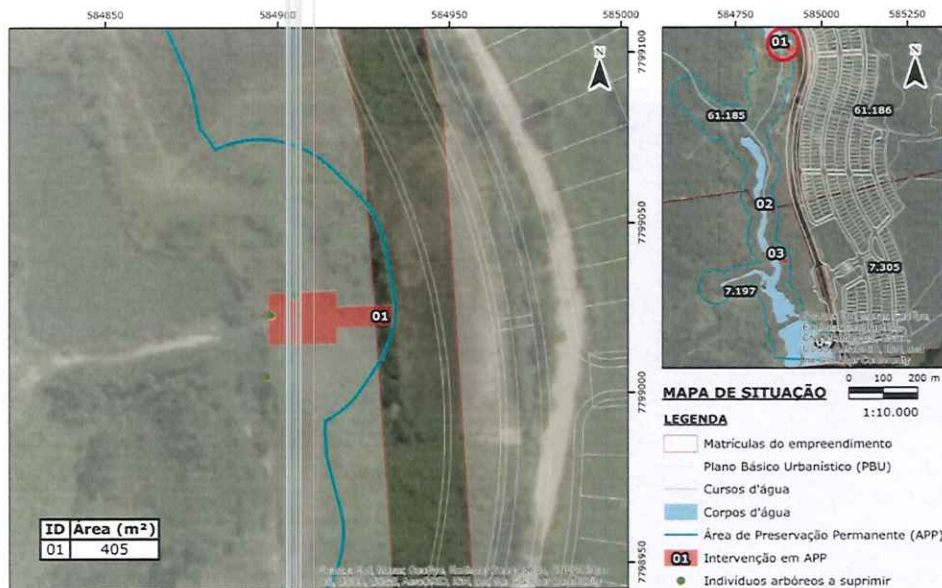 584850
584900
584950
585000
7799100
7799050
7799000
7798950
N
01
ID Área (m²)
01 405
584750
585000
585250
N
01
61.185
61.186
02
03
7.305
7.197
MAPA DE SITUAÇÃO
0 100 200 m
1:10.000
LEGENDA
Matrículas do empreendimento
Plano Básico Urbanístico (PBU)
Cursos d'água
Corpos d'água
Área de Preservação Permanente (APP)
01 Intervenção em APP
Indivíduos arbóreos a suprimir